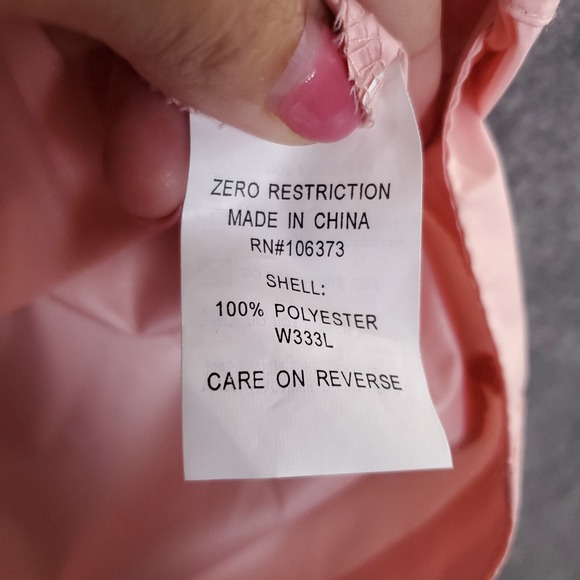 ZERO RESTRICTION
MADE IN CHINA
RN#106373
SHELL:
100% POLYESTER
W333L
CARE ON REVERSE